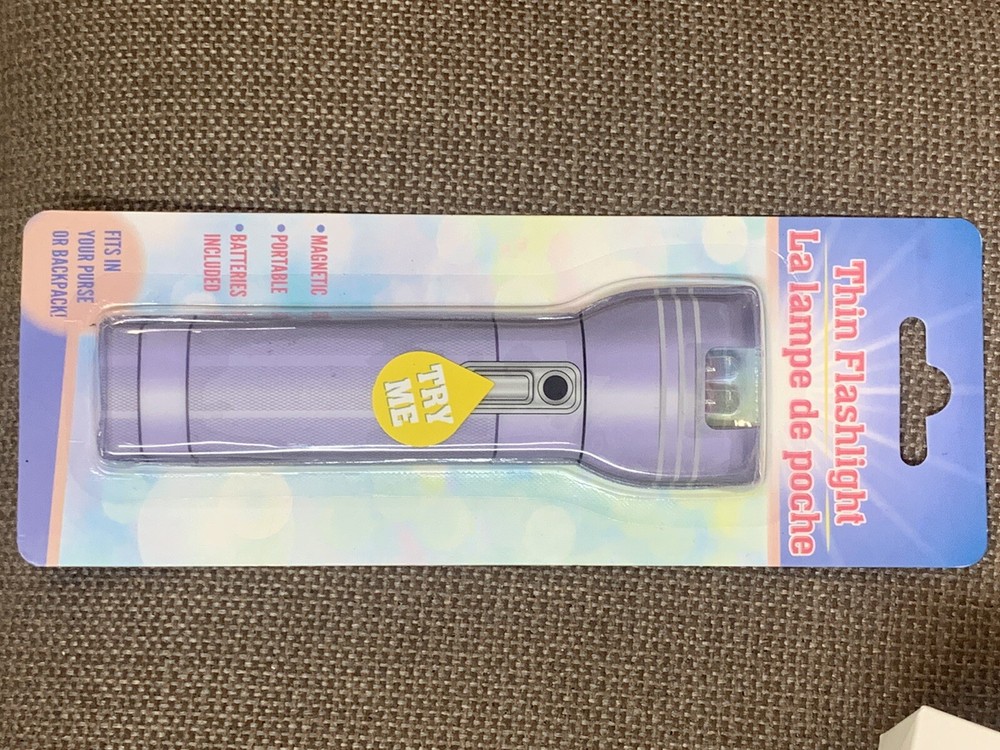 Thin Flashlight
La lampe de poche
• MAGNETIC
• PORTABLE
• BATTERIES
INCLUDED
TRY
ME
FITS IN
YOUR PURSE
OR BACKPACK!